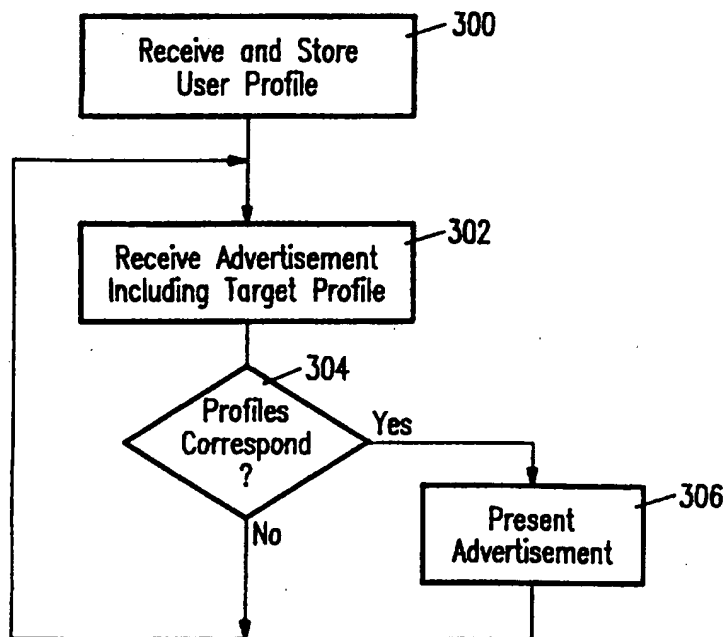 300
Receive and Store
User Profile
302
Receive Advertisement
Including Target Profile
304
Profiles
Correspond
?
Yes
No
306
Present
Advertisement